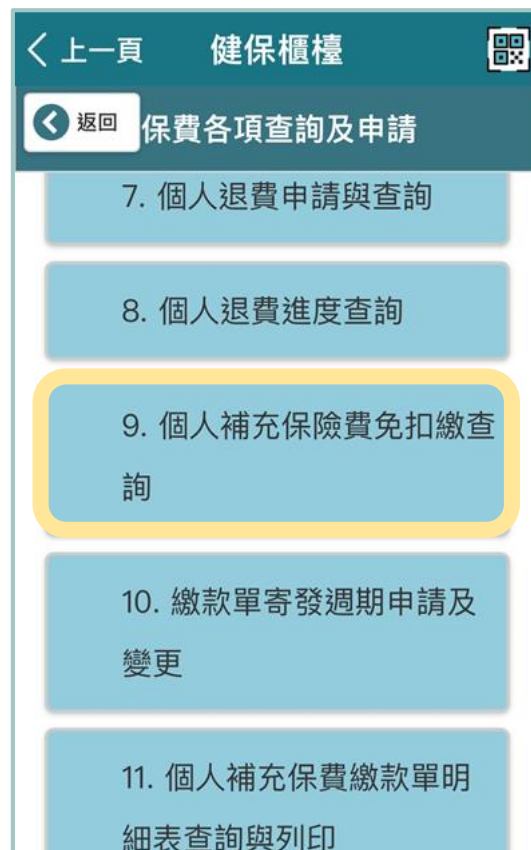 上一頁 健保櫃檯
返回 保費各項查詢及申請
7. 個人退費申請與查詢
8. 個人退費進度查詢
9. 個人補充保險費免扣繳查
詢
10. 繳款單寄發週期申請及
變更
11. 個人補充保費繳款單明
細表查詢與列印